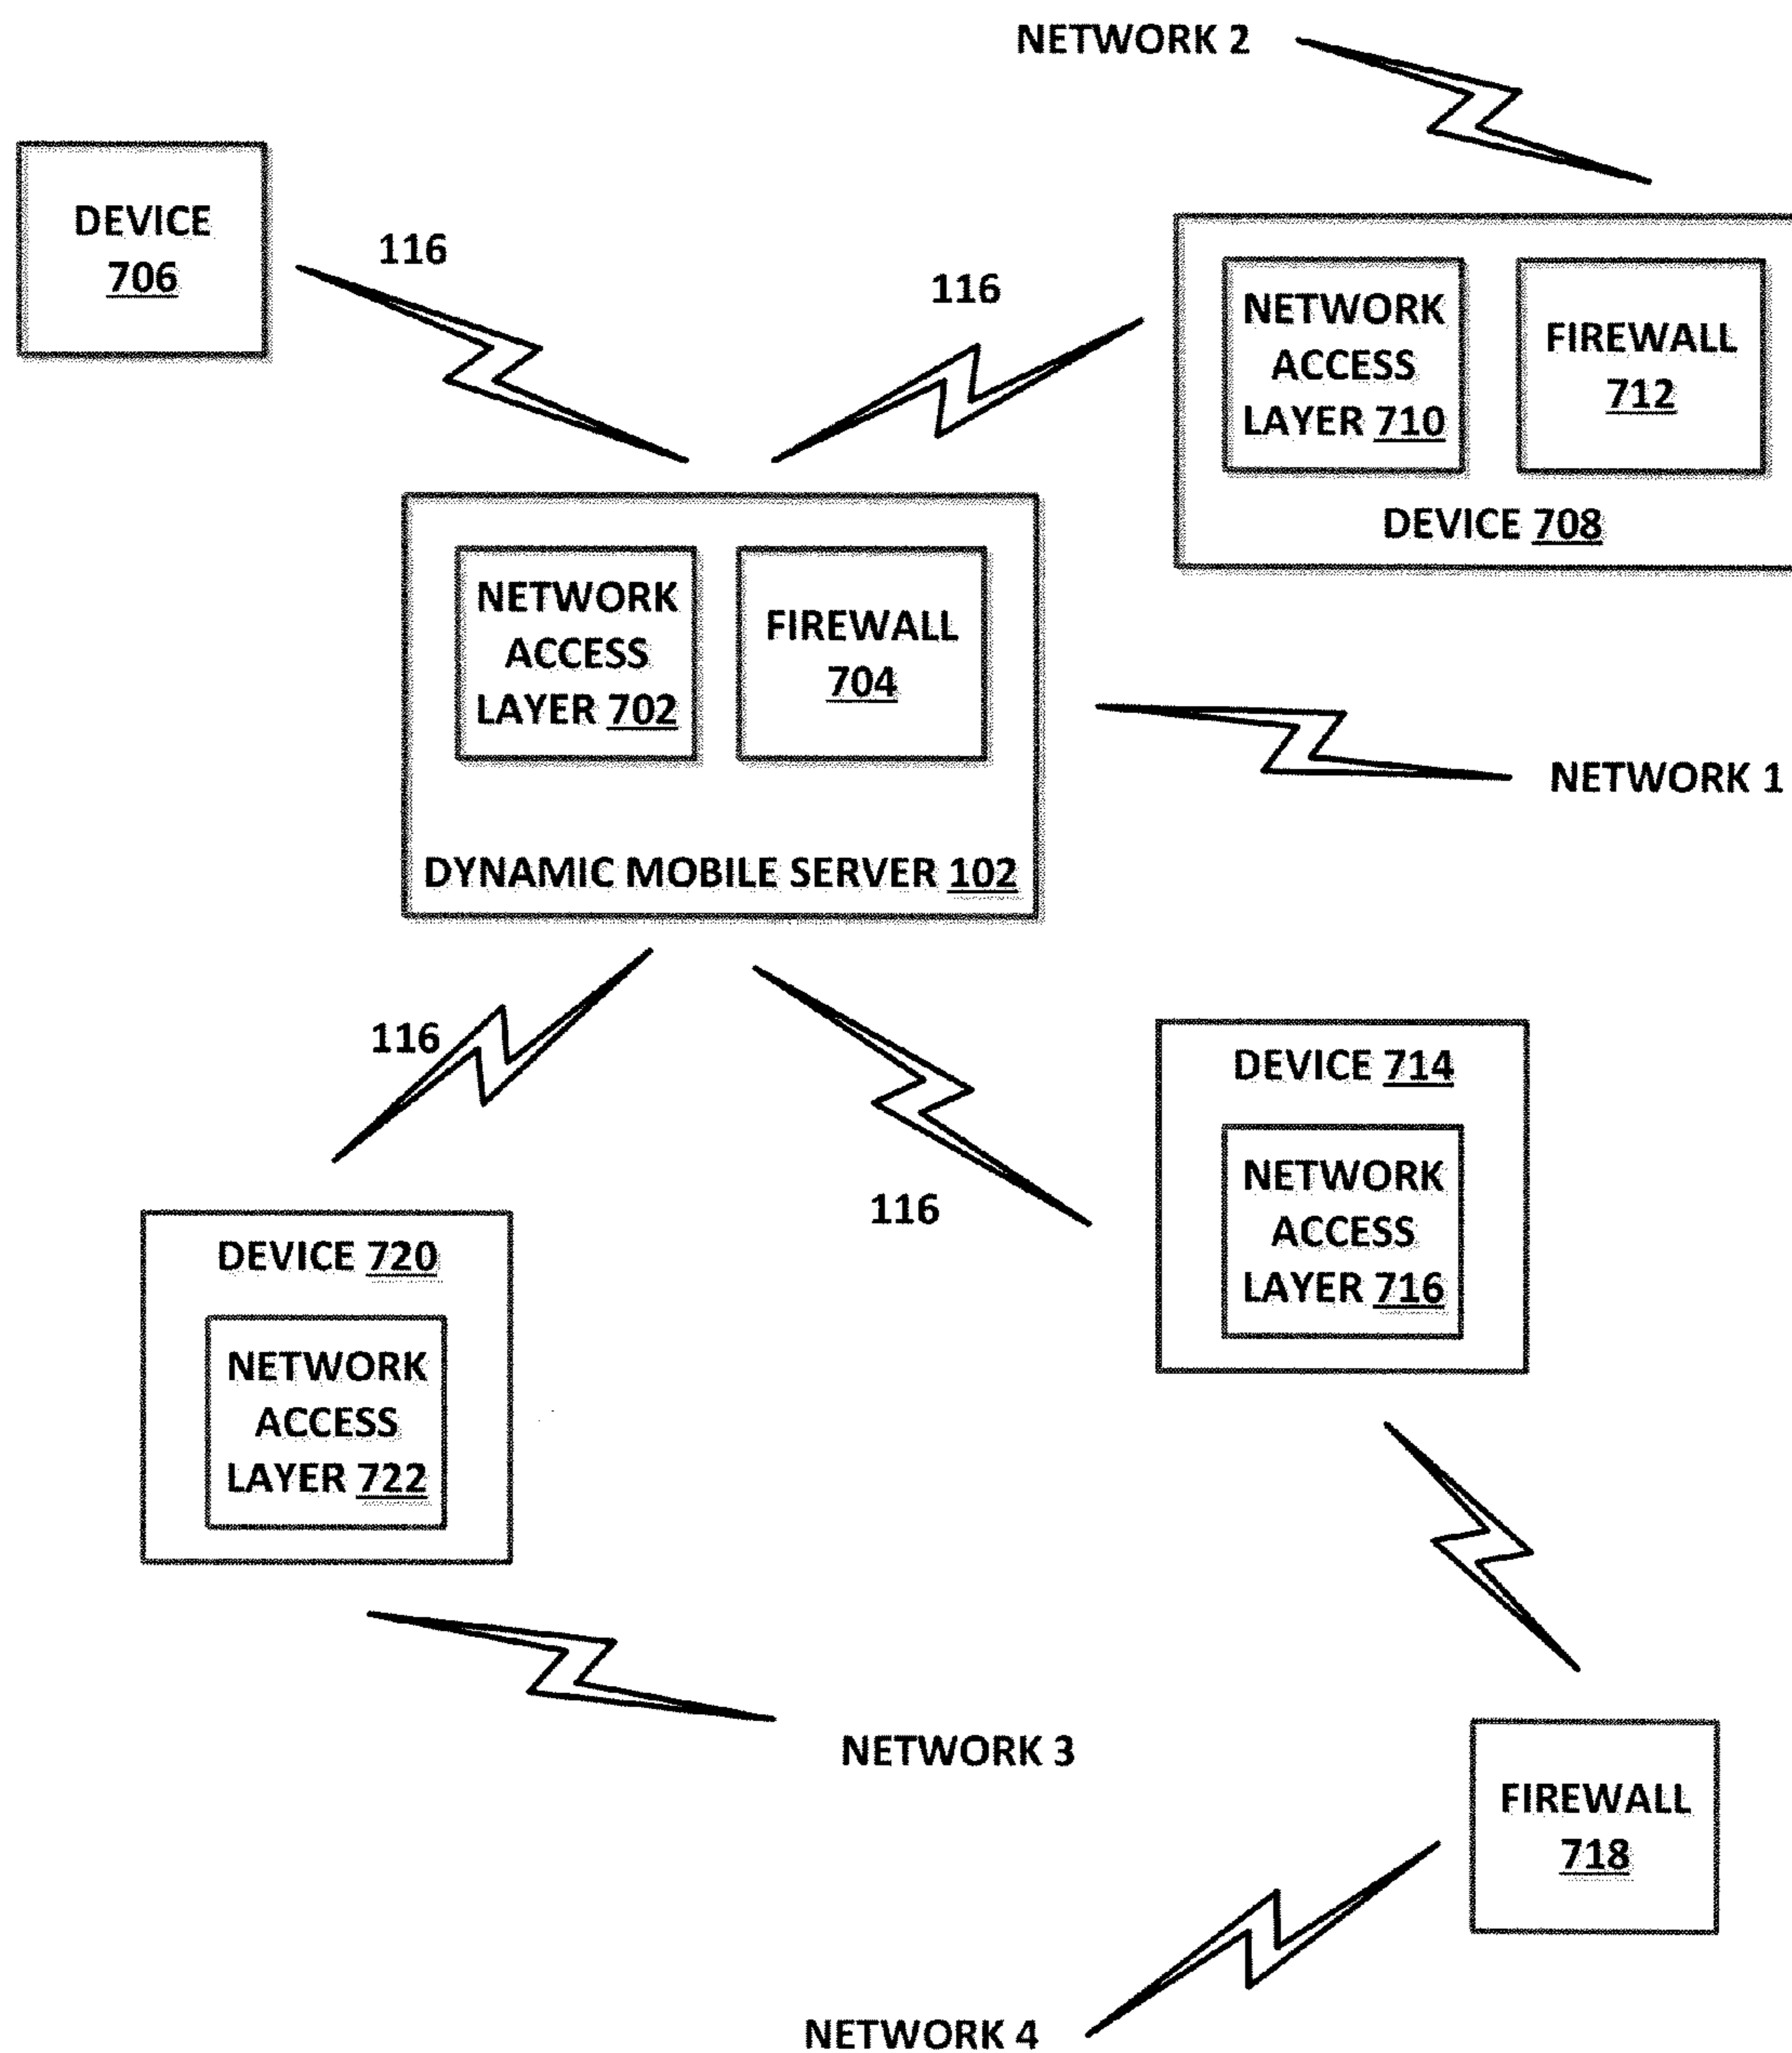 NETWORK 2
DEVICE
706
116
116
NETWORK
ACCESS
LAYER 710
FIREWALL
712
DEVICE 708
NETWORK
ACCESS
LAYER 702
FIREWALL
704
DYNAMIC MOBILE SERVER 102
NETWORK 1
116
116
DEVICE 714
NETWORK
ACCESS
LAYER 716
DEVICE 720
NETWORK
ACCESS
LAYER 722
NETWORK 3
FIREWALL
718
NETWORK 4